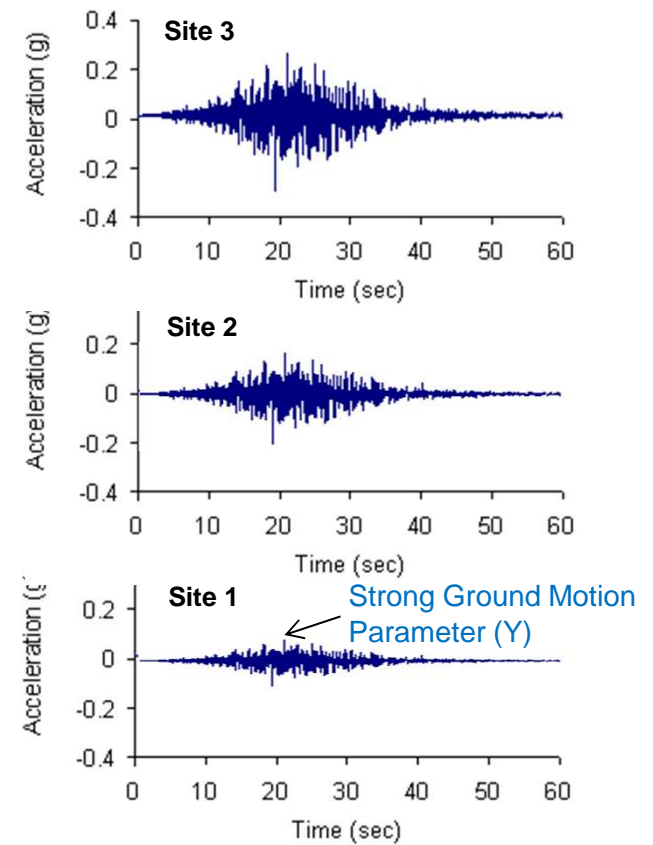 Site 3
Acceleration (g)
0.4
0.2
0
-0.2
-0.4
0 10 20 30 40 50 60
Time (sec)
Site 2
Acceleration (g)
0.2
0
-0.2
-0.4
0 10 20 30 40 50 60
Time (sec)
Site 1
Strong Ground Motion
Parameter (Y)
Acceleration
0.2
0
-0.2
-0.4
0 10 20 30 40 50 60
Time (sec)